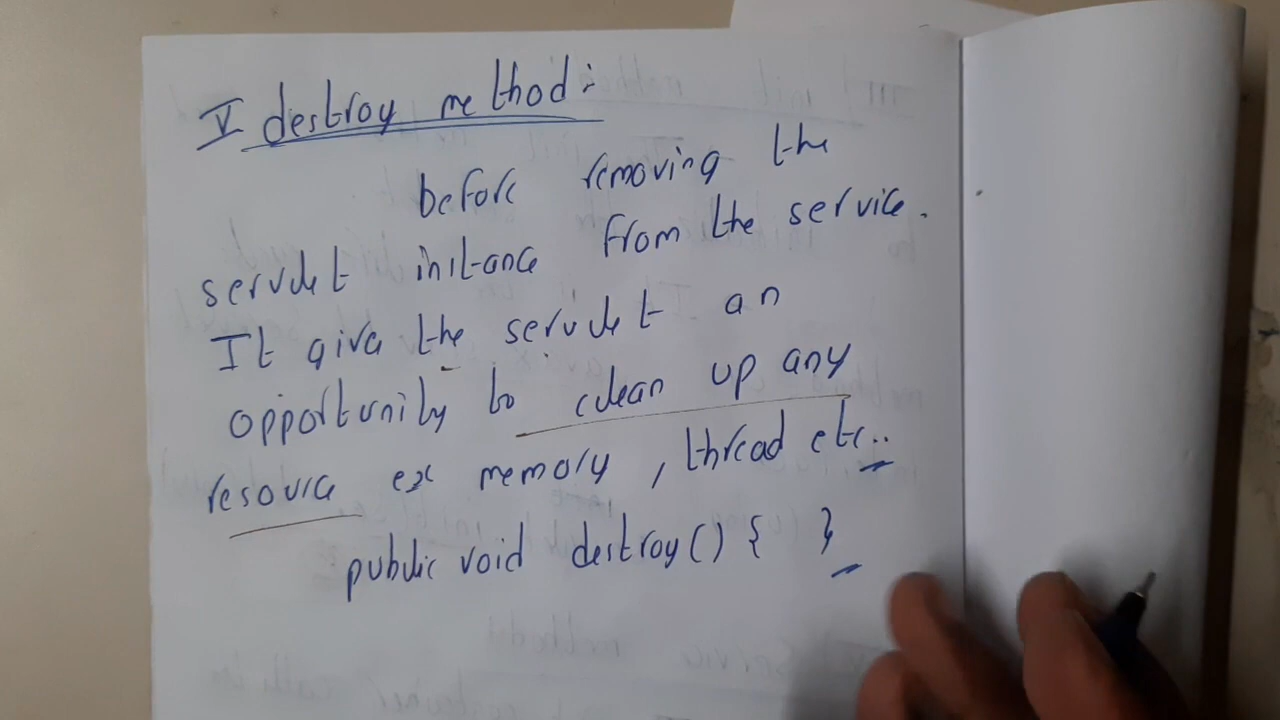 V destroy method:
before removing the
servlet instance from the service.
It give the servlet an
opportunity to clean up any
resource ex memory, thread etc..
public void destroy() { }